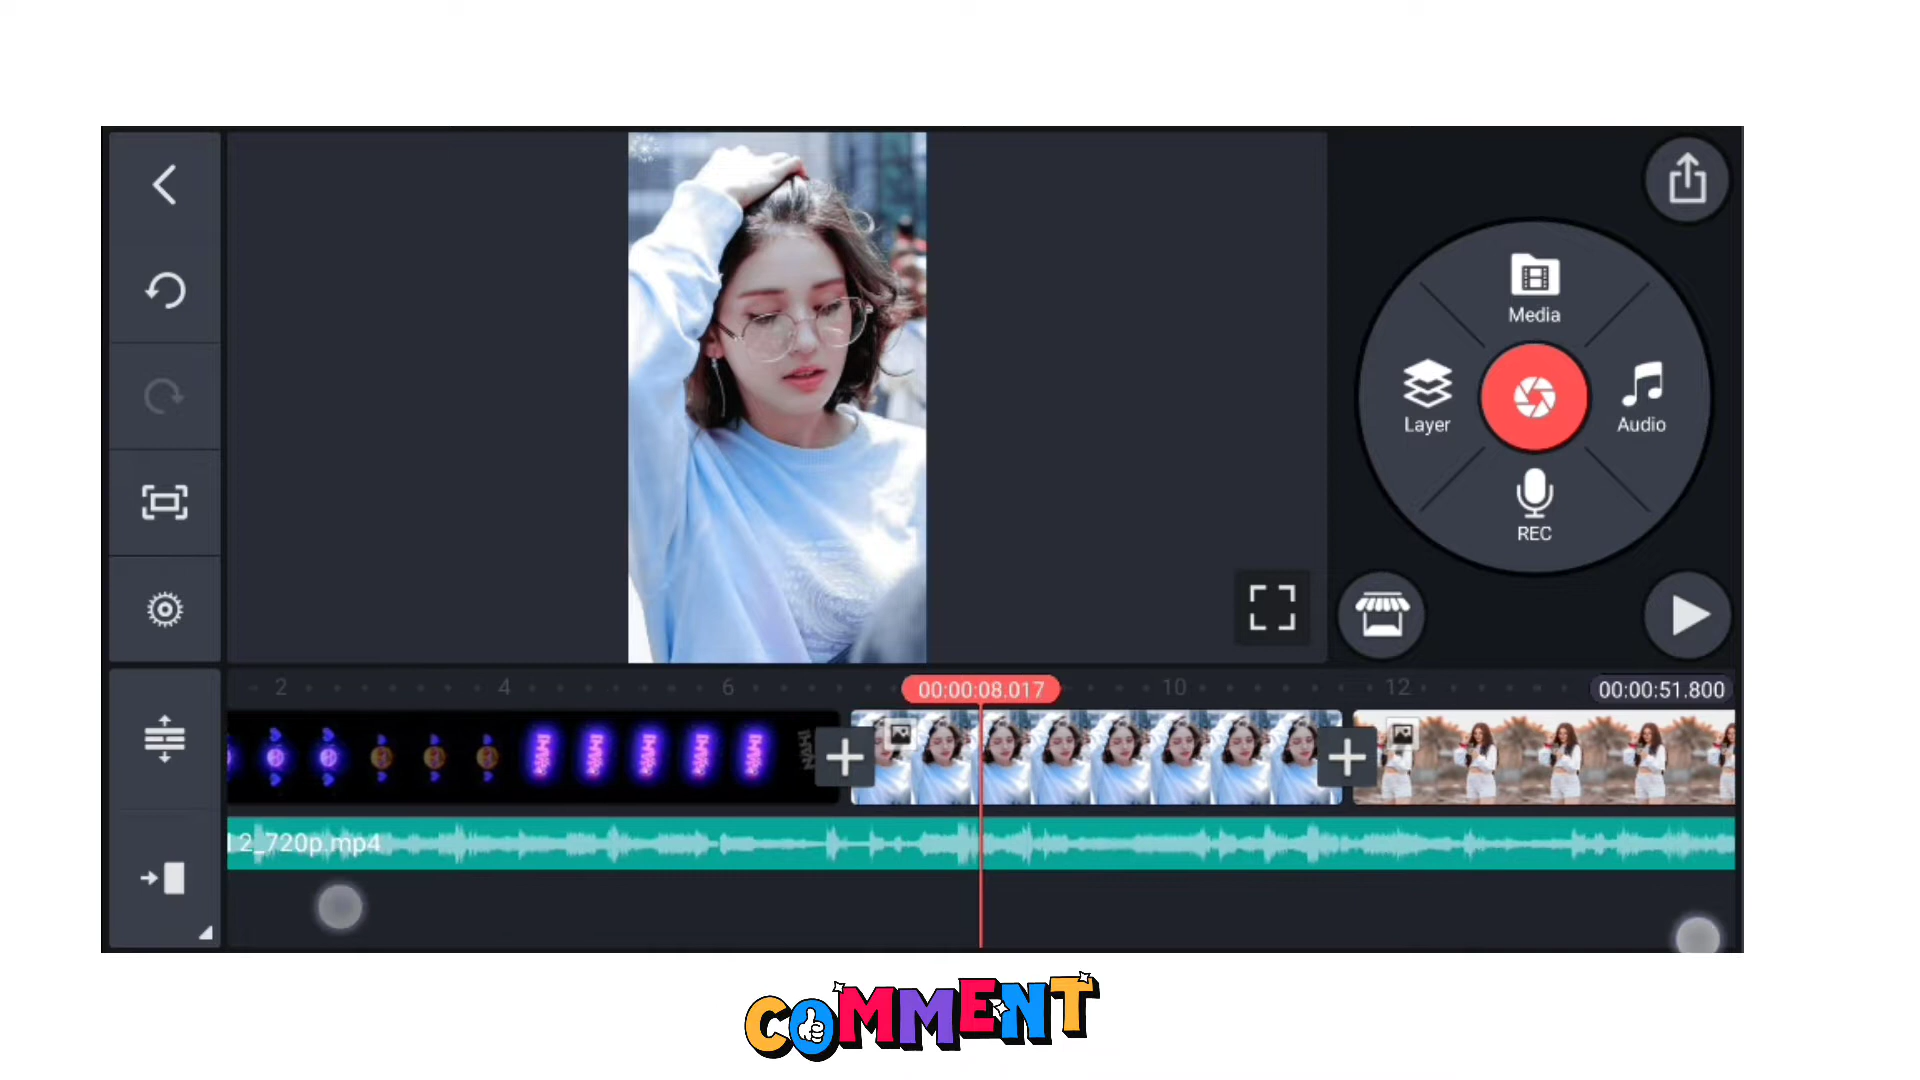 Media
Layer
Audio
REC
2
4
6
00:00:08.017
10
12
00:00:51.800
12_720p.mp4
COMMENT